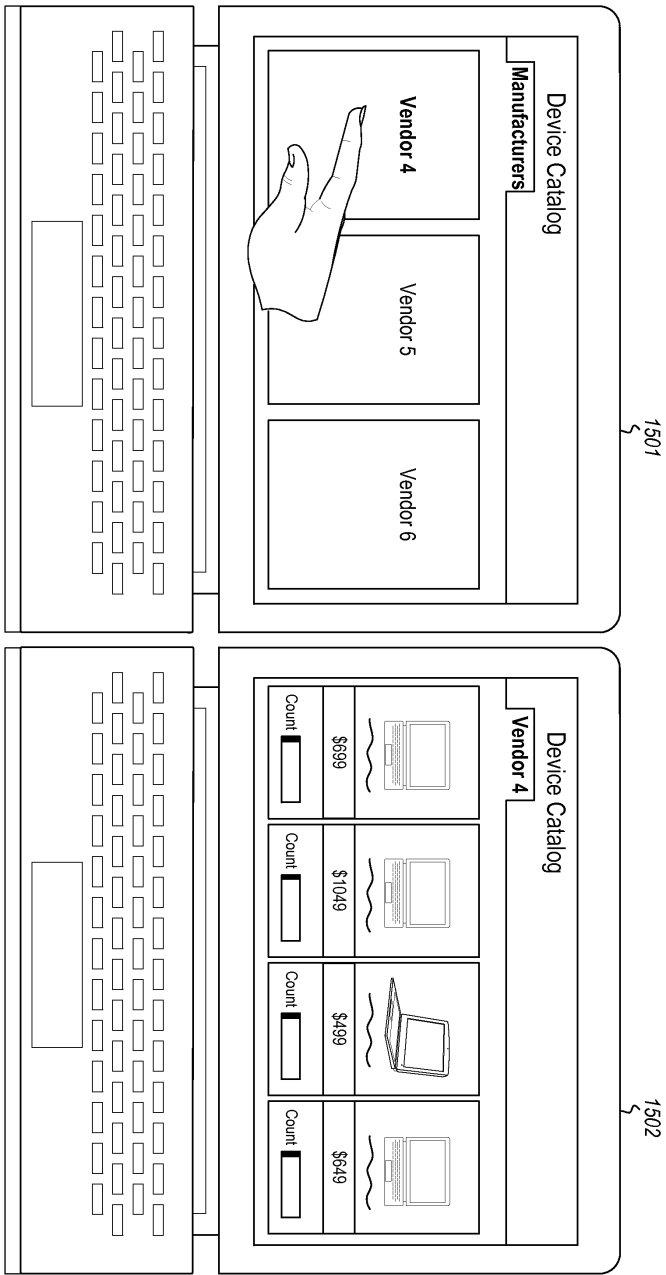 1501
Device Catalog
Manufacturers
Vendor 4
Vendor 5
Vendor 6
1502
Device Catalog
Vendor 4
$699
$1049
$499
$649
Count
Count
Count
Count